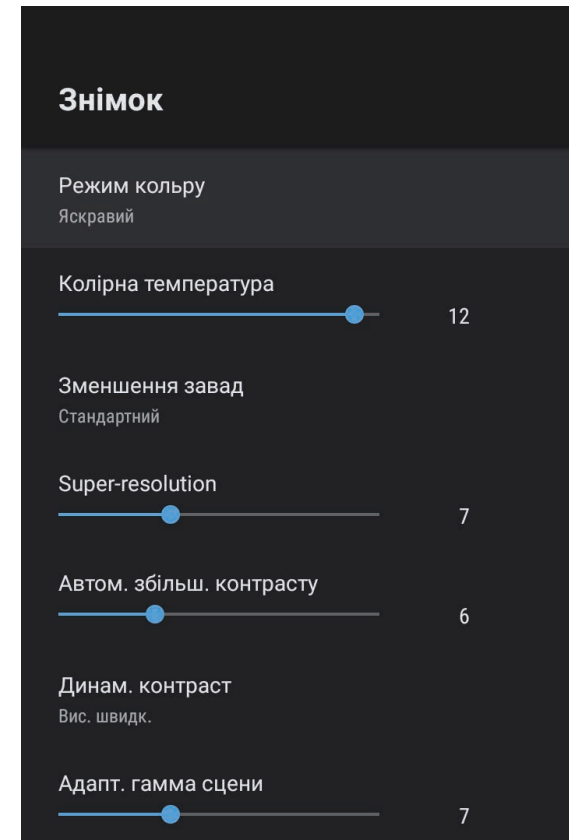 Знімок
Режим кольру
Яскравий
Колірна температура
12
Зменшення завад
Стандартний
Super-resolution
7
Автом. збільш. контрасту
6
Динам. контраст
Вис. швидк.
Адапт. гамма сцени
7